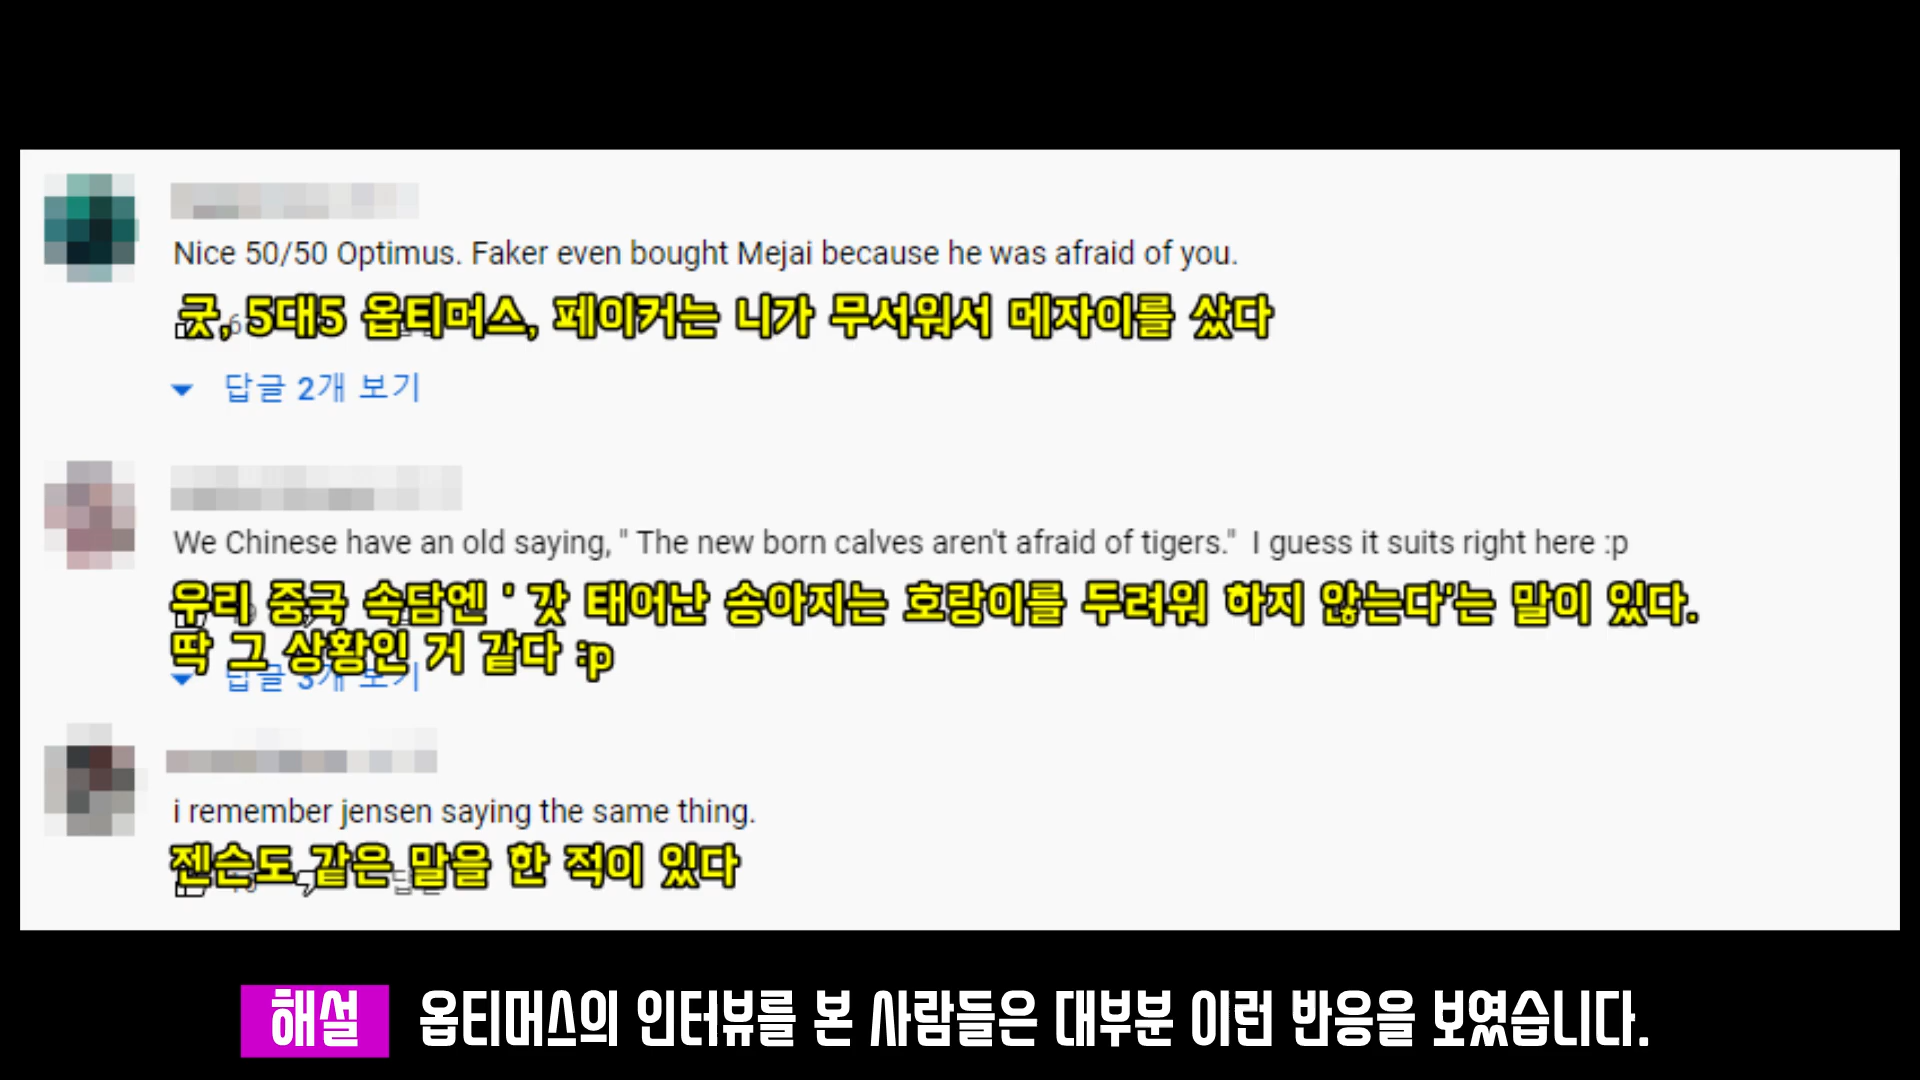 Nice 50/50 Optimus. Faker even bought Mejai because he was afraid of you.
굿, 5대5 옵티머스, 페이커는 니가 무서워서 메자이를 샀다
답글 2개 보기
We Chinese have an old saying, " The new born calves aren't afraid of tigers."  I guess it suits right here :p
우리 중국 속담엔 ' 갓 태어난 송아지는 호랑이를 두려워 하지 않는다'는 말이 있다.
딱 그 상황인 거 같다 :p
답글 3개 보기
i remember jensen saying the same thing.
젠슨도 같은 말을 한 적이 있다
해설 옵티머스의 인터뷰를 본 사람들은 대부분 이런 반응을 보였습니다.